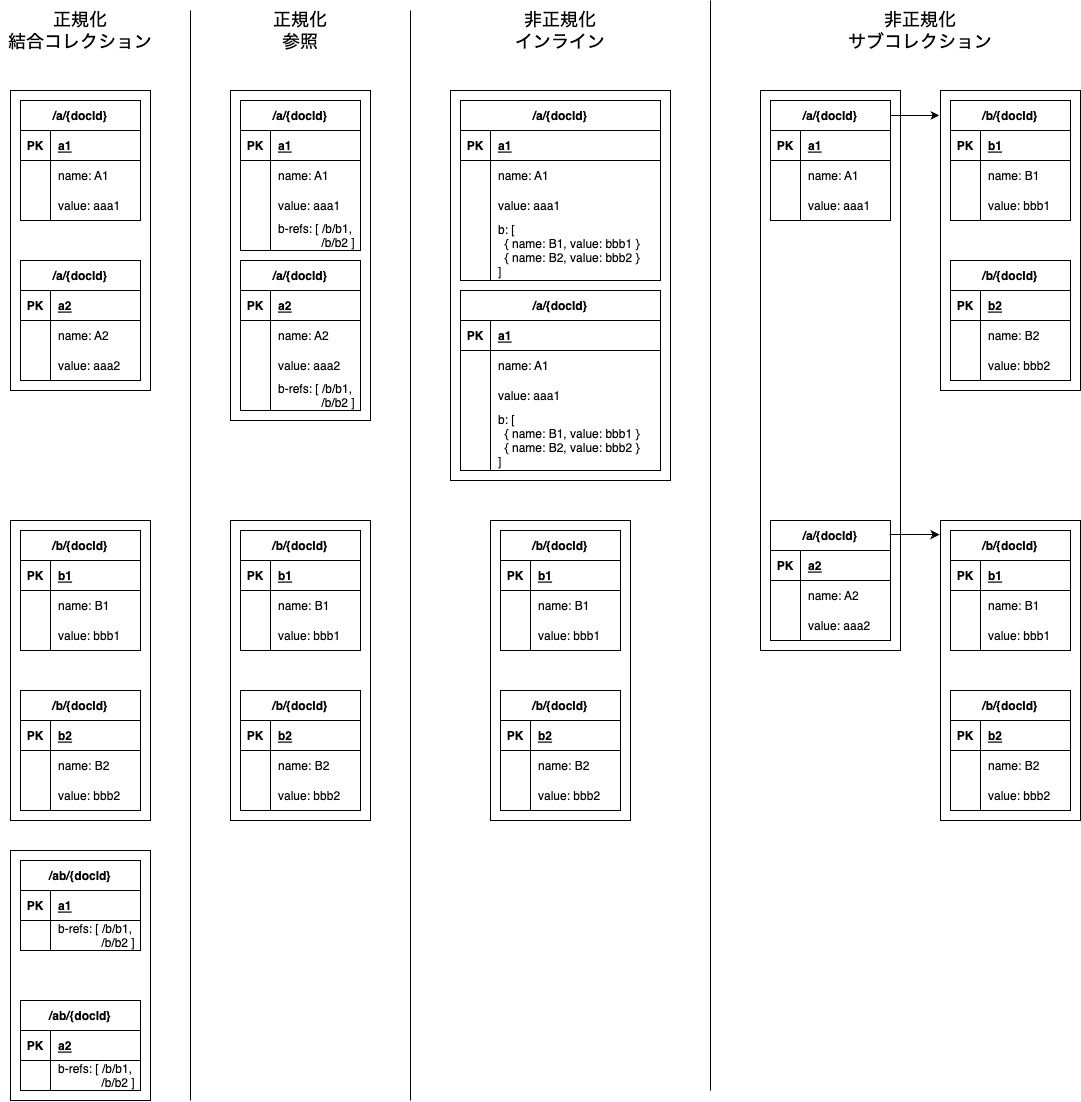 正規化
結合コレクション
/a/{docId}
PK a1
name: A1
value: aaa1
/a/{docId}
PK a2
name: A2
value: aaa2
/b/{docId}
PK b1
name: B1
value: bbb1
/b/{docId}
PK b2
name: B2
value: bbb2
/ab/{docId}
PK a1
b-refs: [ /b/b1,
/b/b2 ]
/ab/{docId}
PK a2
b-refs: [ /b/b1,
/b/b2 ]
正規化
参照
/a/{docId}
PK a1
name: A1
value: aaa1
b-refs: [ /b/b1,
/b/b2 ]
/a/{docId}
PK a2
name: A2
value: aaa2
b-refs: [ /b/b1,
/b/b2 ]
/b/{docId}
PK b1
name: B1
value: bbb1
/b/{docId}
PK b2
name: B2
value: bbb2
非正規化
インライン
/a/{docId}
PK a1
name: A1
value: aaa1
b: [
{ name: B1, value: bbb1 }
{ name: B2, value: bbb2 }
]
/a/{docId}
PK a1
name: A1
value: aaa1
b: [
{ name: B1, value: bbb1 }
{ name: B2, value: bbb2 }
]
/b/{docId}
PK b1
name: B1
value: bbb1
/b/{docId}
PK b2
name: B2
value: bbb2
非正規化
サブコレクション
/a/{docId}
PK a1
name: A1
value: aaa1
/b/{docId}
PK b1
name: B1
value: bbb1
/b/{docId}
PK b2
name: B2
value: bbb2
/a/{docId}
PK a2
name: A2
value: aaa2
/b/{docId}
PK b1
name: B1
value: bbb1
/b/{docId}
PK b2
name: B2
value: bbb2